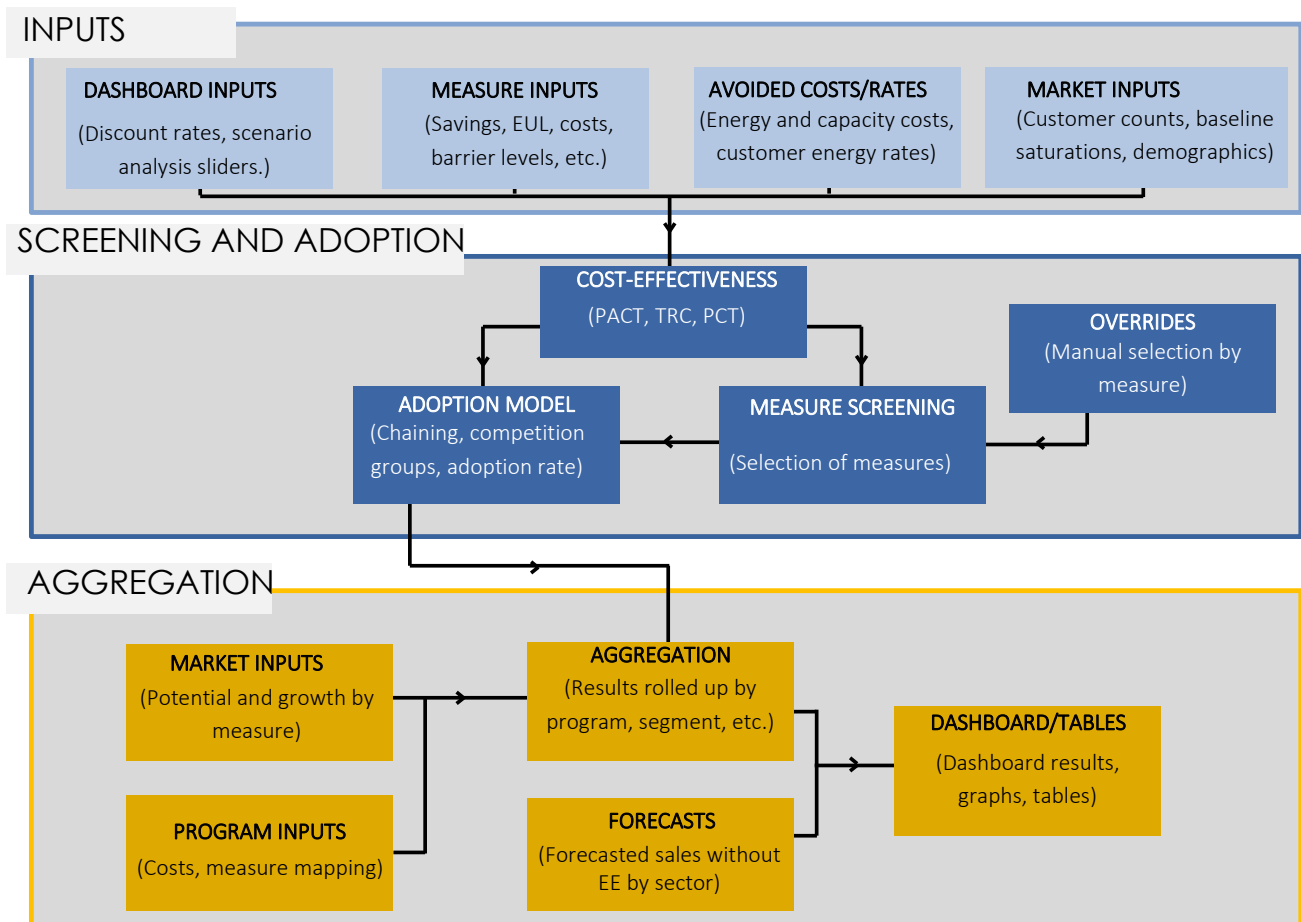 INPUTS
DASHBOARD INPUTS
(Discount rates, scenario
analysis sliders.)
MEASURE INPUTS
(Savings, EUL, costs,
barrier levels, etc.)
AVOIDED COSTS/RATES
(Energy and capacity costs,
customer energy rates)
MARKET INPUTS
(Customer counts, baseline
saturations, demographics)
SCREENING AND ADOPTION
COST-EFFECTIVENESS
(PACT, TRC, PCT)
OVERRIDES
(Manual selection by
measure)
ADOPTION MODEL
(Chaining, competition
groups, adoption rate)
MEASURE SCREENING
(Selection of measures)
AGGREGATION
MARKET INPUTS
(Potential and growth by
measure)
AGGREGATION
(Results rolled up by
program, segment, etc.)
DASHBOARD/TABLES
(Dashboard results,
graphs, tables)
PROGRAM INPUTS
(Costs, measure mapping)
FORECASTS
(Forecasted sales without
EE by sector)